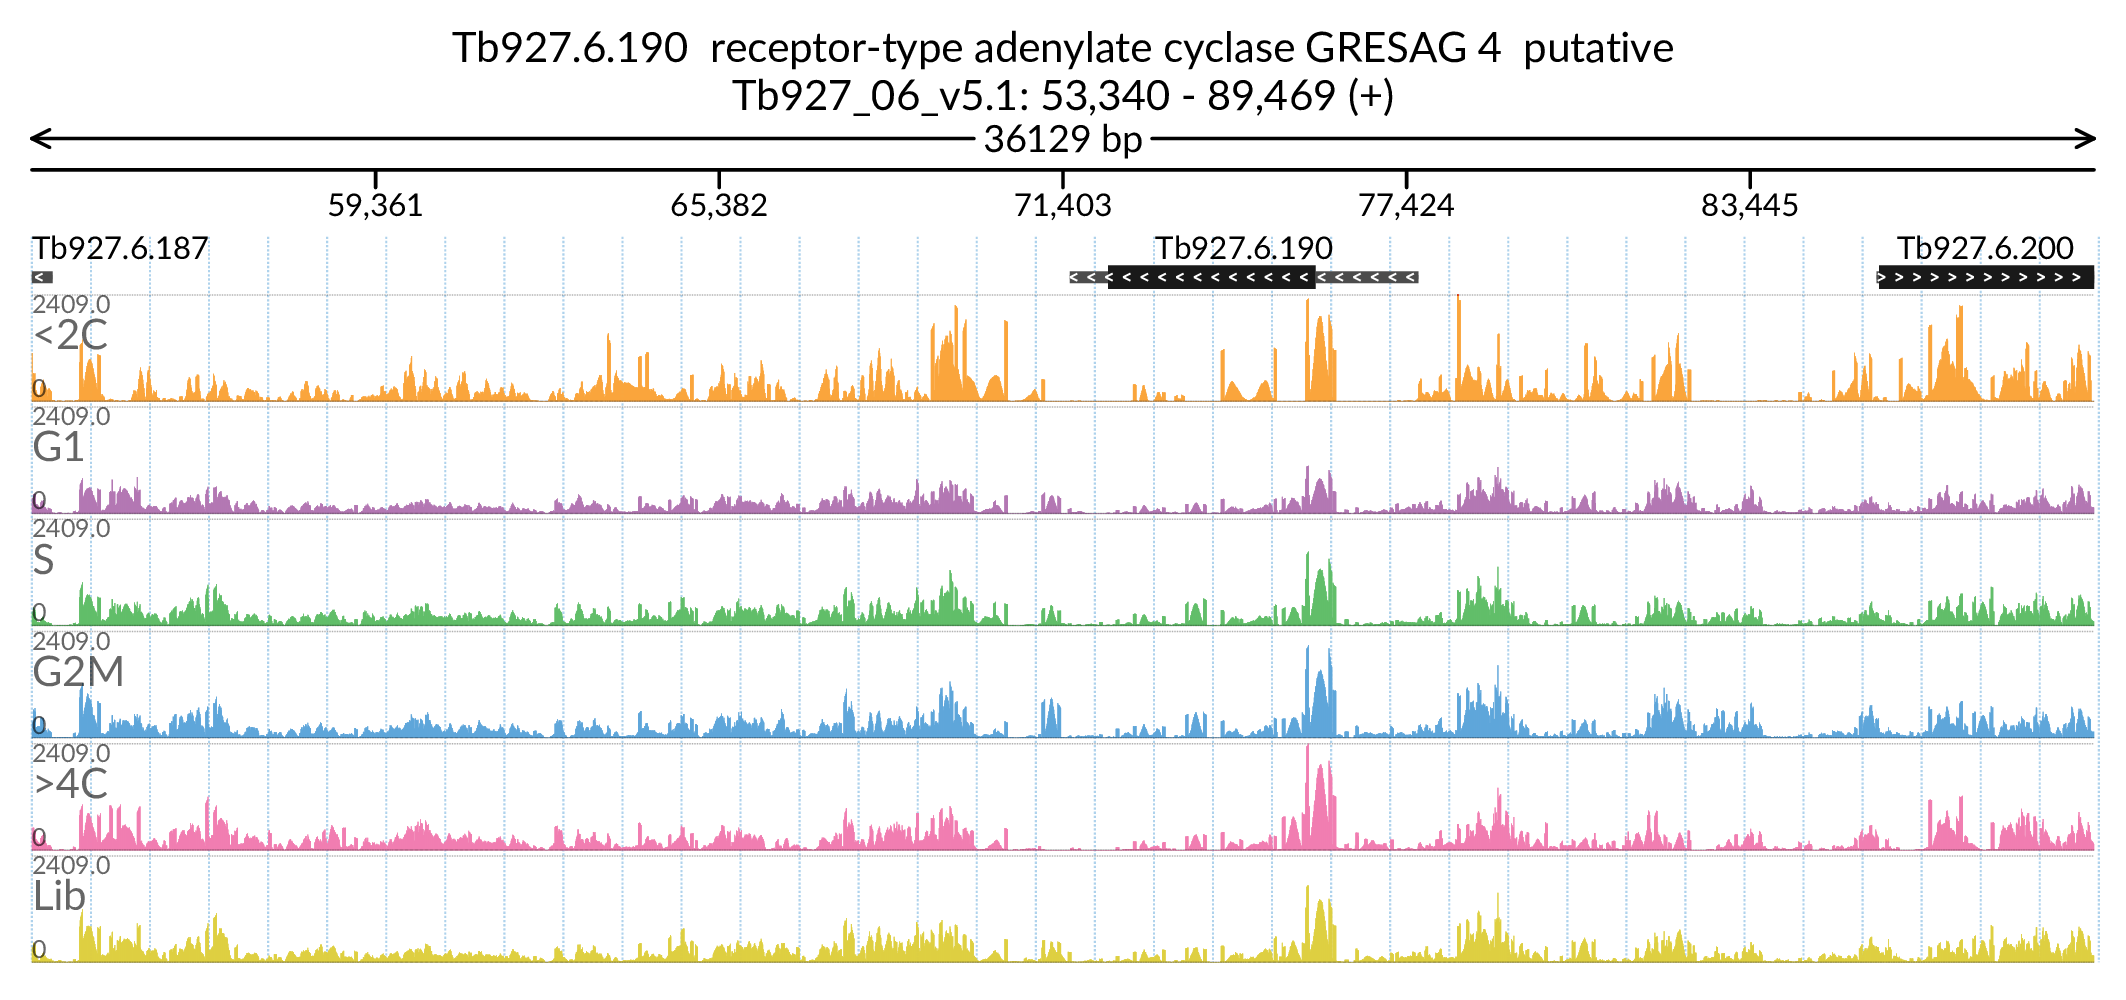 Tb927.6.190  receptor-type adenylate cyclase GRESAG 4  putative
Tb927_06_v5.1: 53,340 - 89,469 (+)
36129 bp
59,361 65,382 71,403 77,424 83,445
Tb927.6.187 Tb927.6.190 Tb927.6.200
2409.0
<2C
0
2409.0
G1
0
2409.0
S
0
2409.0
G2M
0
2409.0
>4C
0
2409.0
Lib
0